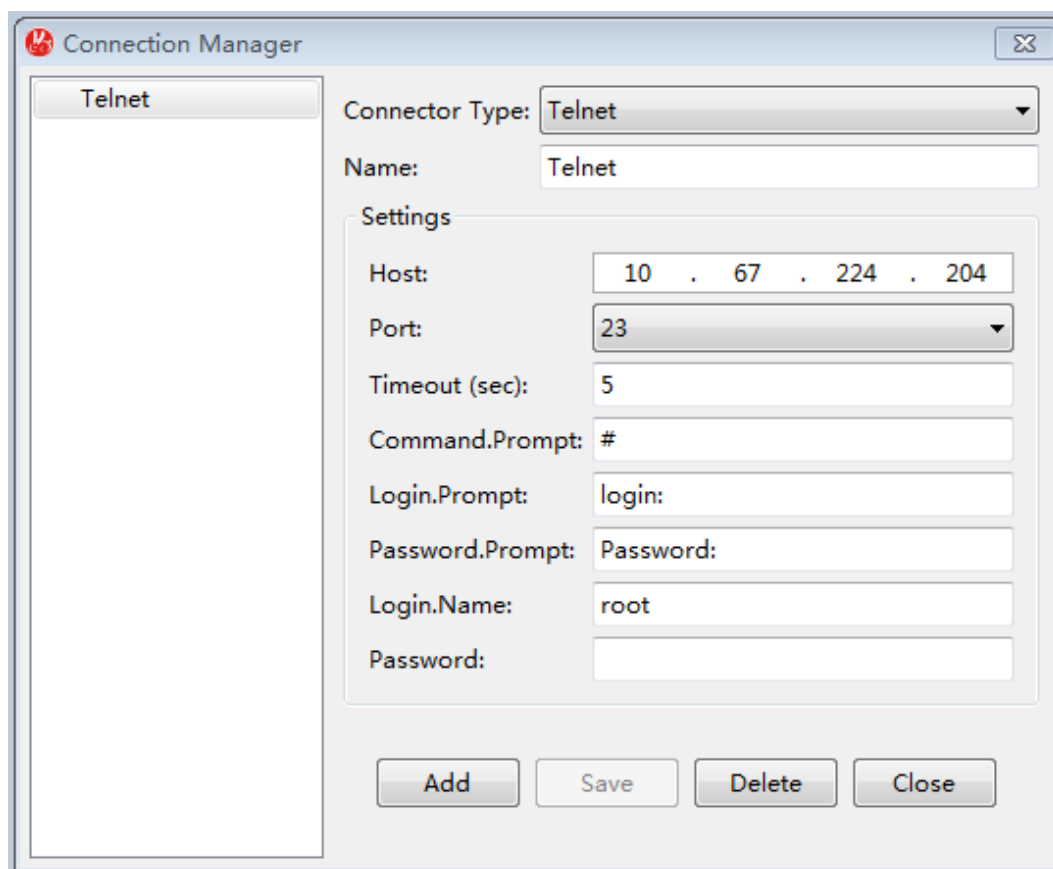 Connection Manager
Telnet
Connector Type: Telnet
Name: Telnet
Settings
Host: 10 . 67 . 224 . 204
Port: 23
Timeout (sec): 5
Command.Prompt: #
Login.Prompt: login:
Password.Prompt: Password:
Login.Name: root
Password:
Add Save Delete Close